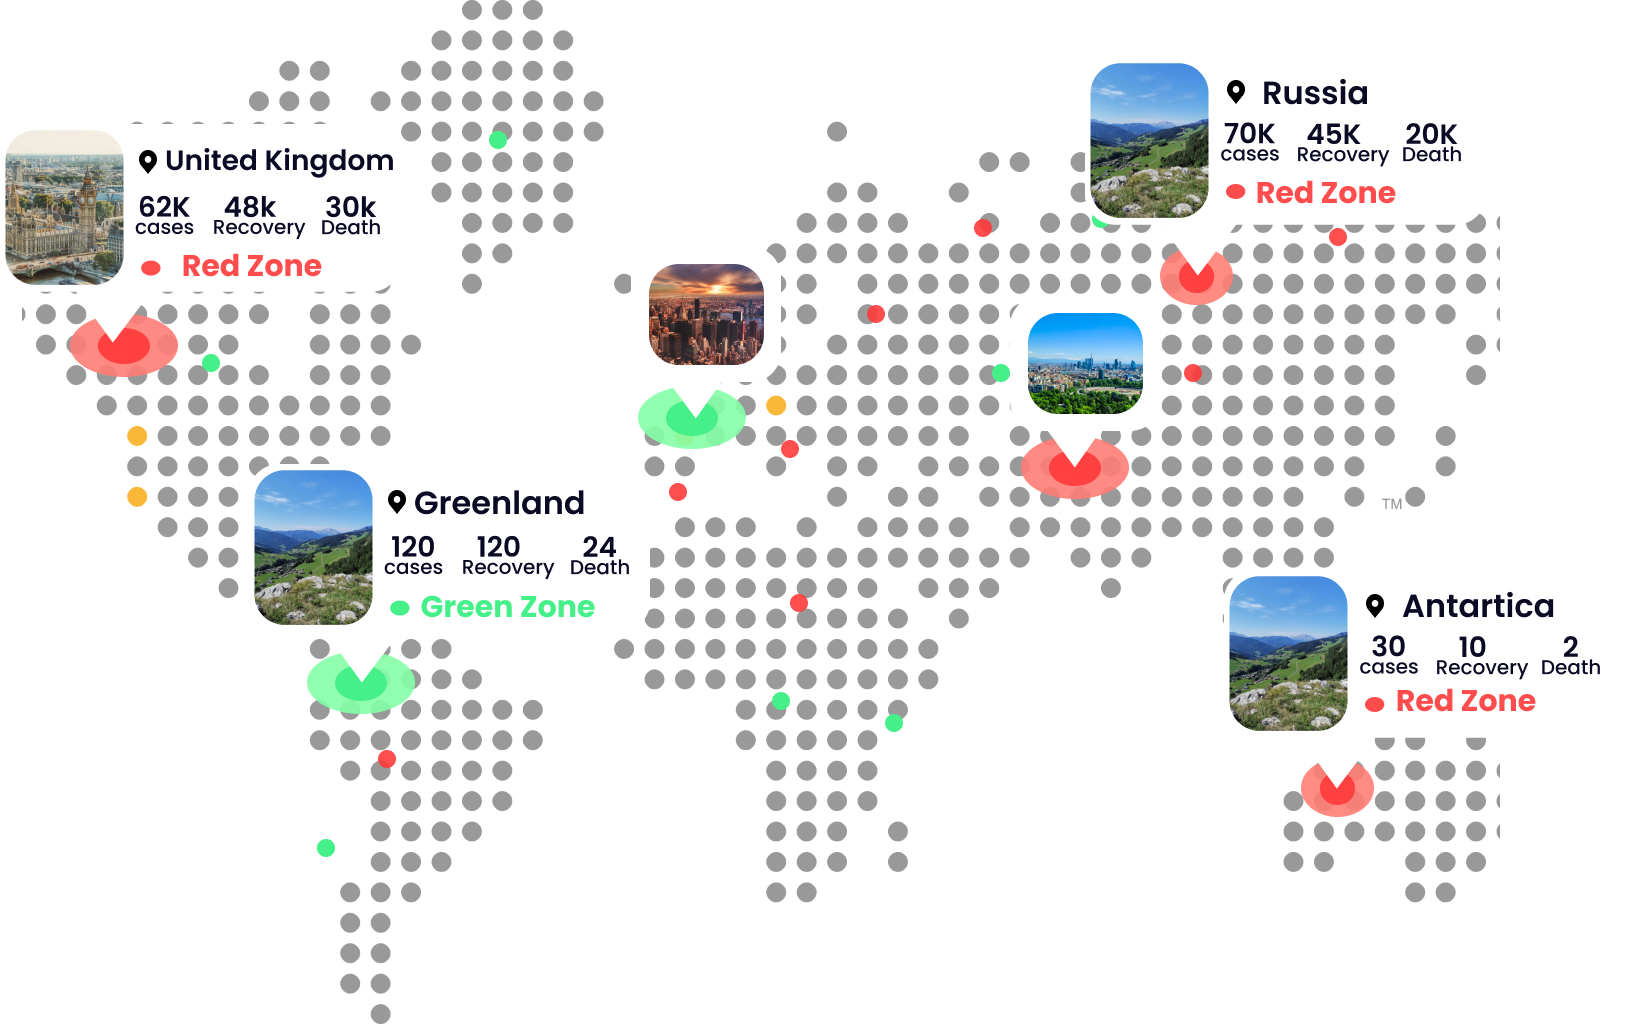 Russia
70K 45K 20K
cases Recovery Death
Red Zone
United Kingdom
62K 48k 30k
cases Recovery Death
Red Zone
Greenland
120 120 24
cases Recovery Death
Green Zone
TM
Antartica
30 10 2
cases Recovery Death
Red Zone